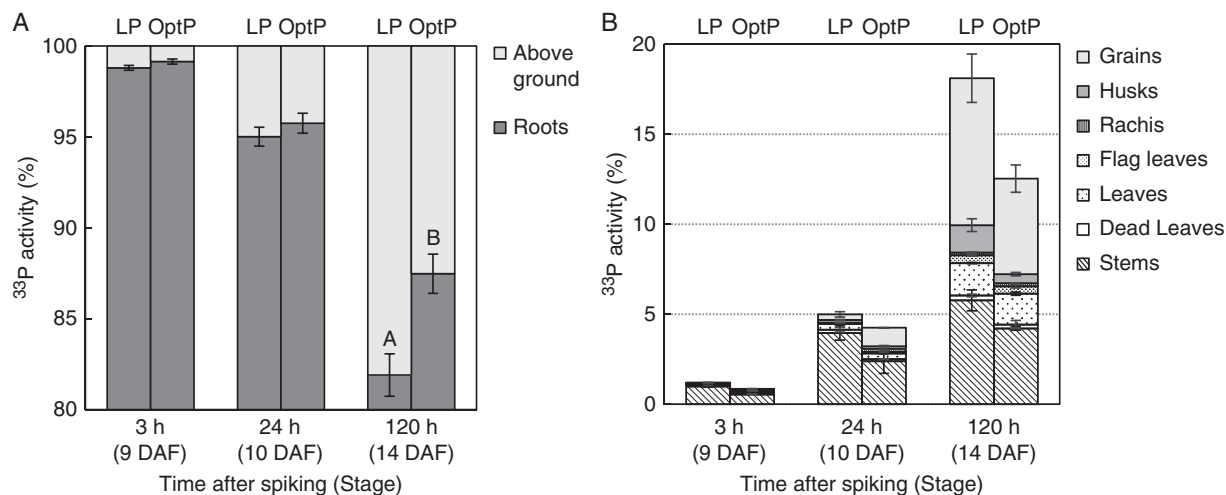 A
LP OptP LP OptP LP OptP
100
95
90
85
80
³³P activity (%)
A
B
3 h
(9 DAF)
24 h
(10 DAF)
120 h
(14 DAF)
Time after spiking (Stage)
Above
ground
Roots
B
LP OptP LP OptP LP OptP
20
15
10
5
0
³³P activity (%)
3 h
(9 DAF)
24 h
(10 DAF)
120 h
(14 DAF)
Time after spiking (Stage)
Grains
Husks
Rachis
Flag leaves
Leaves
Dead Leaves
Stems